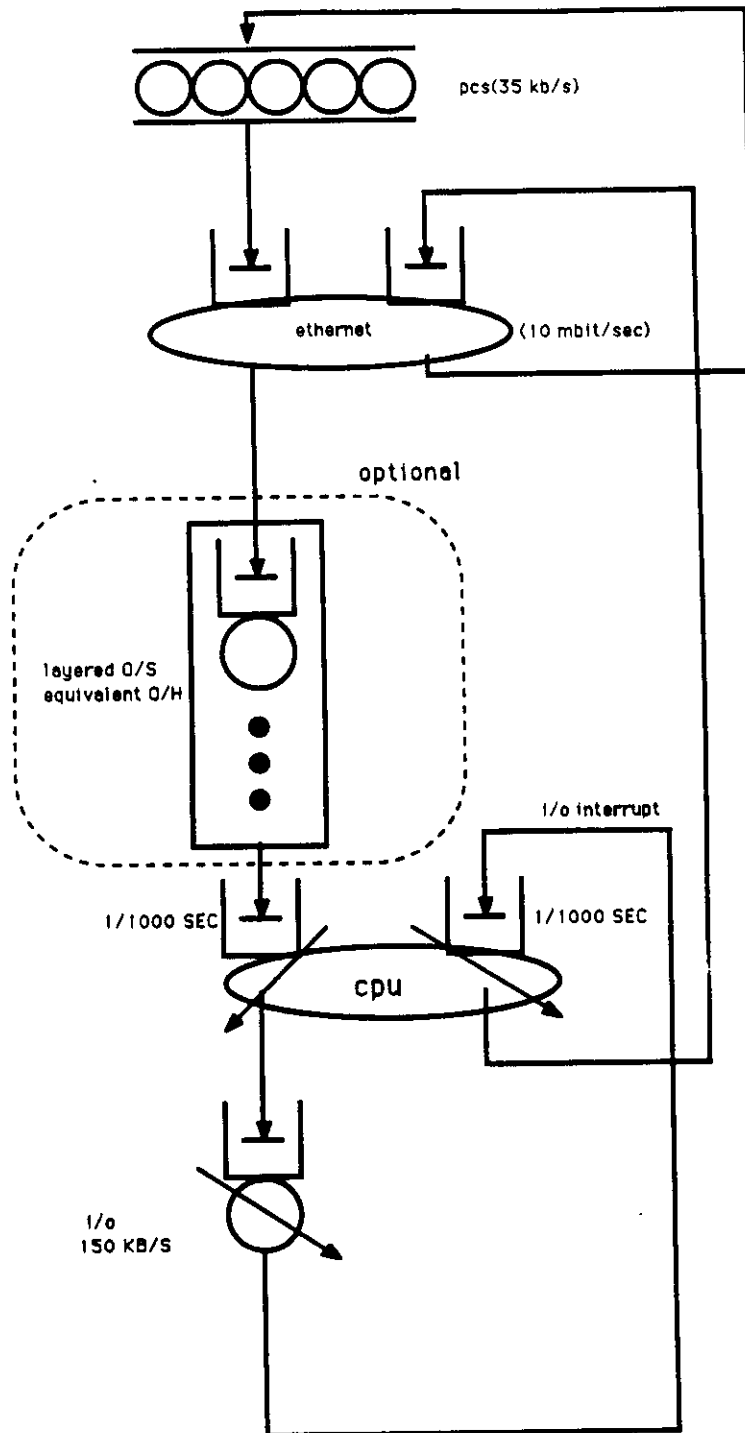 pcs(35 kb/s)
ethernet
(10 mbit/sec)
optional
layered O/S
equivalent O/H
i/o interrupt
1/1000 SEC
1/1000 SEC
cpu
i/o
150 KB/S